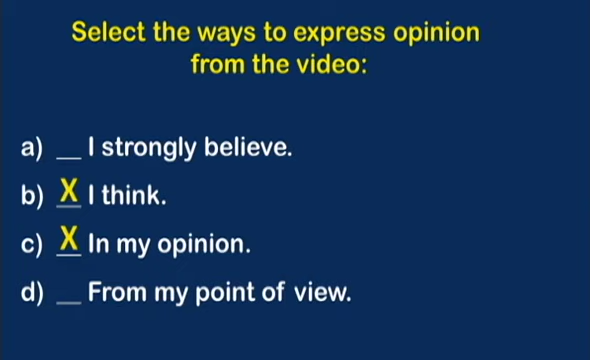 Select the ways to express opinion
from the video:
a) __ I strongly believe.
b) X I think.
c) X In my opinion.
d) __ From my point of view.